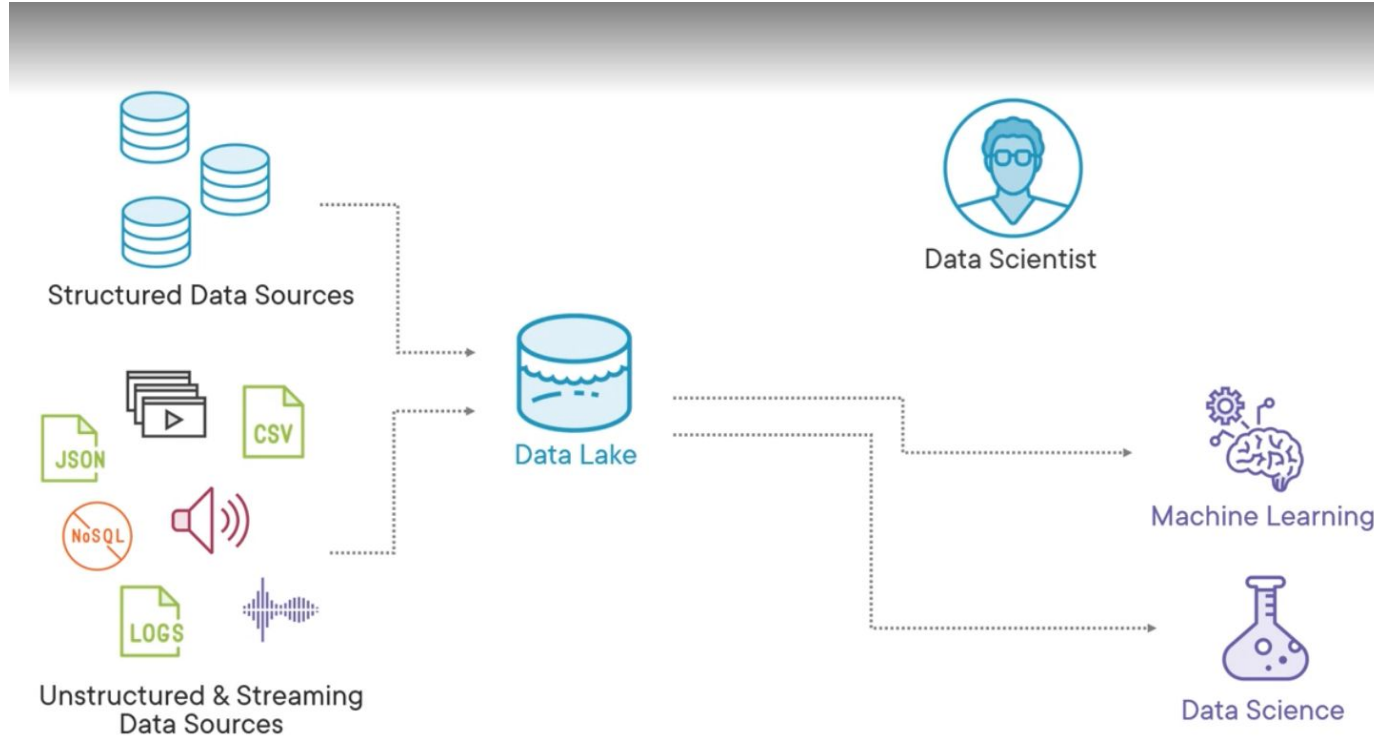 Structured Data Sources
Data Scientist
JSON
CSV
NoSQL
LOGS
Unstructured & Streaming
Data Sources
Data Lake
Machine Learning
Data Science